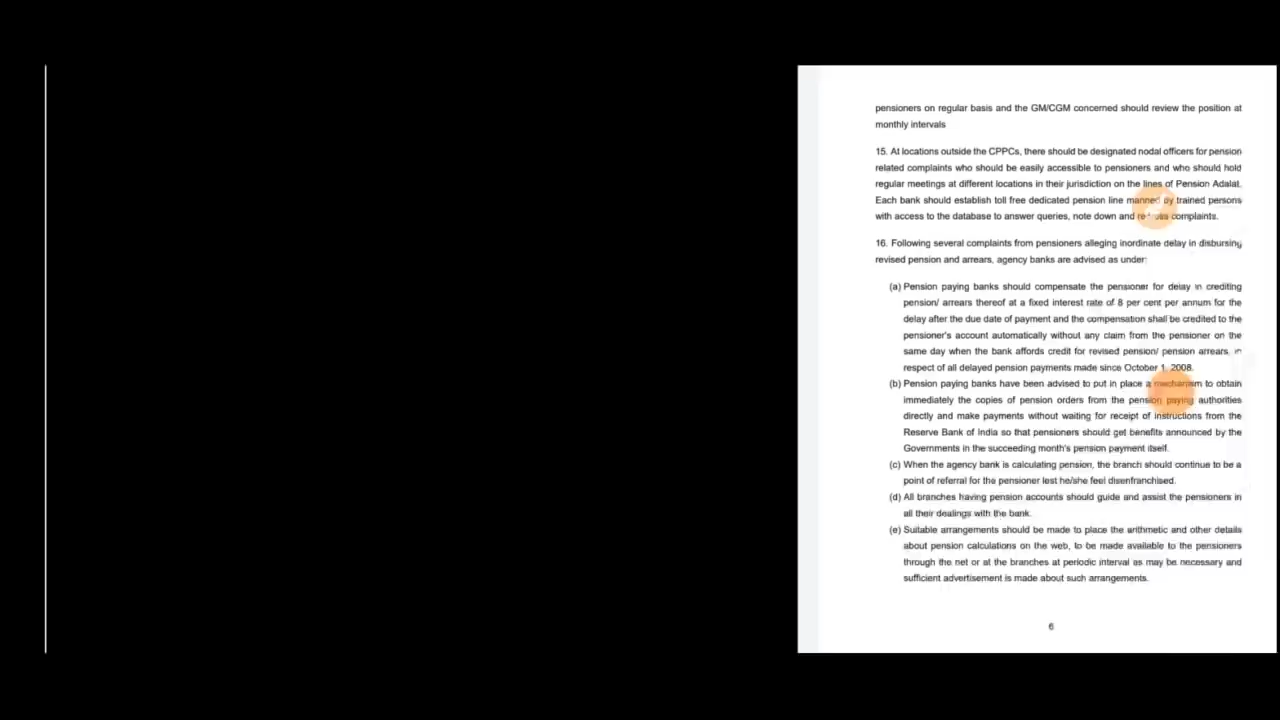 pensioners on regular basis and the GM/CGM concerned should review the position at
monthly intervals
15. At locations outside the CPPCs, there should be designated nodal officers for pension
related complaints who should be easily accessible to pensioners and who should hold
regular meetings at different locations in their jurisdiction on the lines of Pension Adalat.
Each bank should establish toll free dedicated pension line manned by trained persons
with access to the database to answer queries, note down and redress complaints.
16. Following several complaints from pensioners alleging inordinate delay in disbursing
revised pension and arrears, agency banks are advised as under:
(a) Pension paying banks should compensate the pensioner for delay in crediting
pension/ arrears thereof at a fixed interest rate of 8 per cent per annum for the
delay after the due date of payment and the compensation shall be credited to the
pensioner's account automatically without any claim from the pensioner on the
same day when the bank affords credit for revised pension/ pension arrears, in
respect of all delayed pension payments made since October 1, 2008.
(b) Pension paying banks have been advised to put in place a mechanism to obtain
immediately the copies of pension orders from the pension paying authorities
directly and make payments without waiting for receipt of instructions from the
Reserve Bank of India so that pensioners should get benefits announced by the
Governments in the succeeding month's pension payment itself.
(c) When the agency bank is calculating pension, the branch should continue to be a
point of referral for the pensioner lest he/she feel disenfranchised.
(d) All branches having pension accounts should guide and assist the pensioners in
all their dealings with the bank.
(e) Suitable arrangements should be made to place the arithmetic and other details
about pension calculations on the web, to be made available to the pensioners
through the net or at the branches at periodic interval as may be necessary and
sufficient advertisement is made about such arrangements.
6